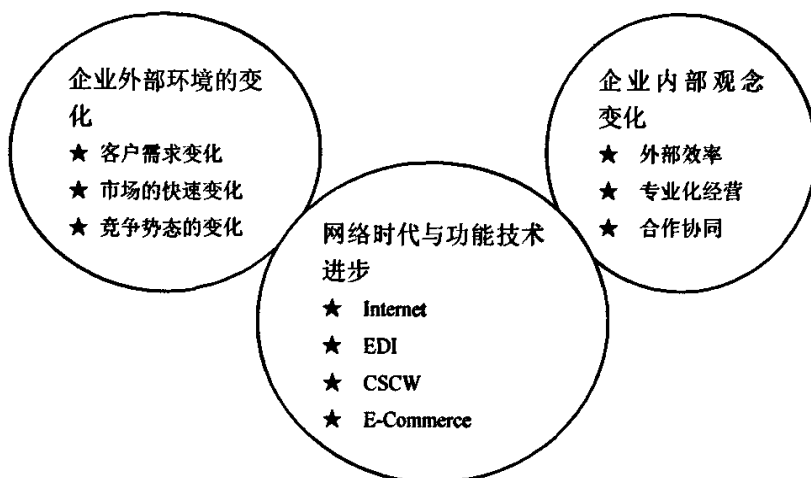 企业外部环境的变
化
★ 客户需求变化
★ 市场的快速变化
★ 竞争势态的变化
企业内部观念
变化
★ 外部效率
★ 专业化经营
★ 合作协同
网络时代与功能技术
进步
★ Internet
★ EDI
★ CSCW
★ E-Commerce